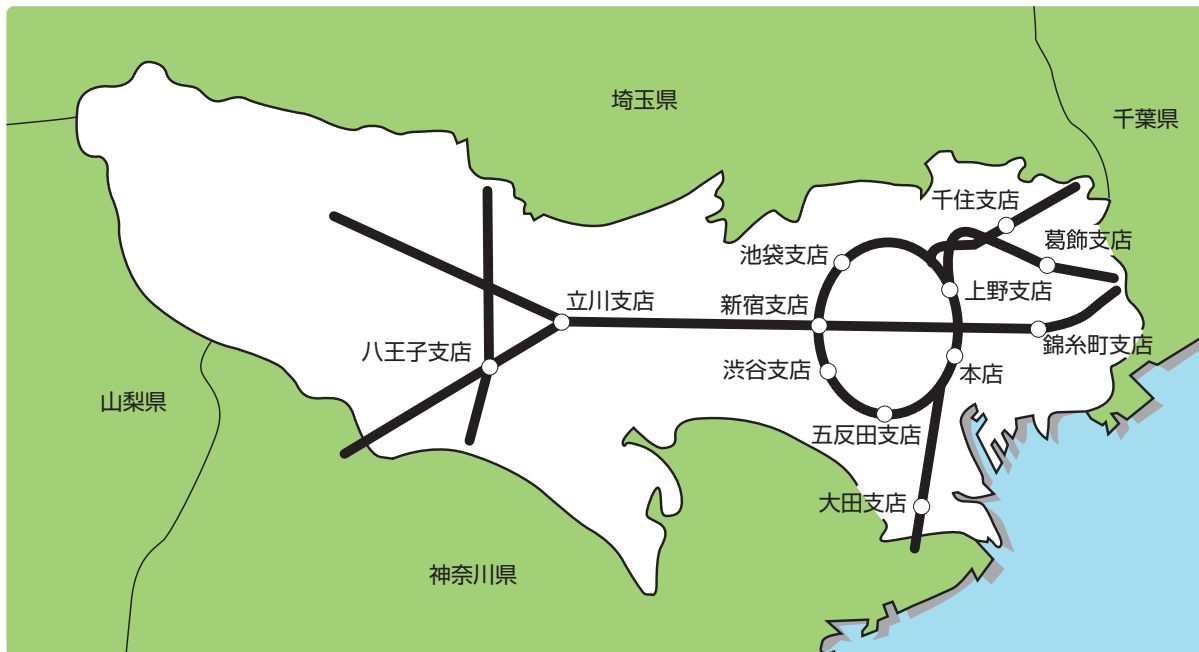 埼玉県
千葉県
千住支店
葛飾支店
池袋支店
上野支店
立川支店
新宿支店
錦糸町支店
八王子支店
渋谷支店
本店
山梨県
五反田支店
大田支店
神奈川県